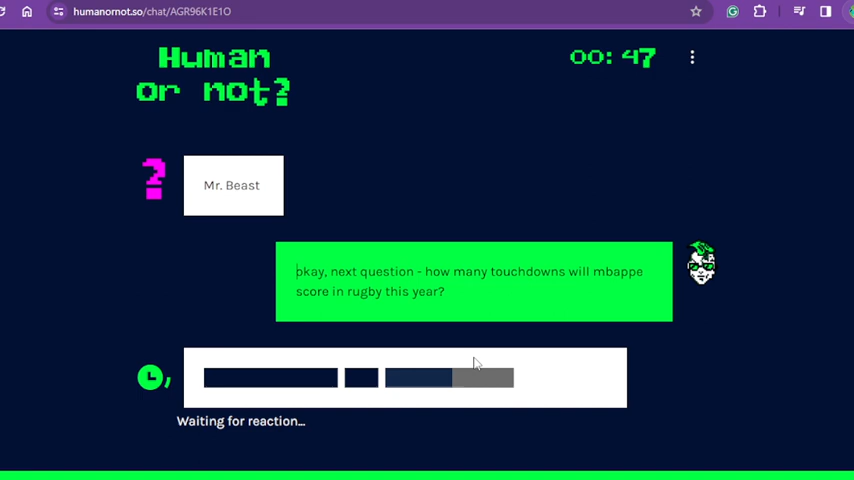 humanornot.so/chat/AGR96K1E1O
Human
or not?
00:47
?
Mr. Beast
okay, next question - how many touchdowns will mbappe
score in rugby this year?
Waiting for reaction...